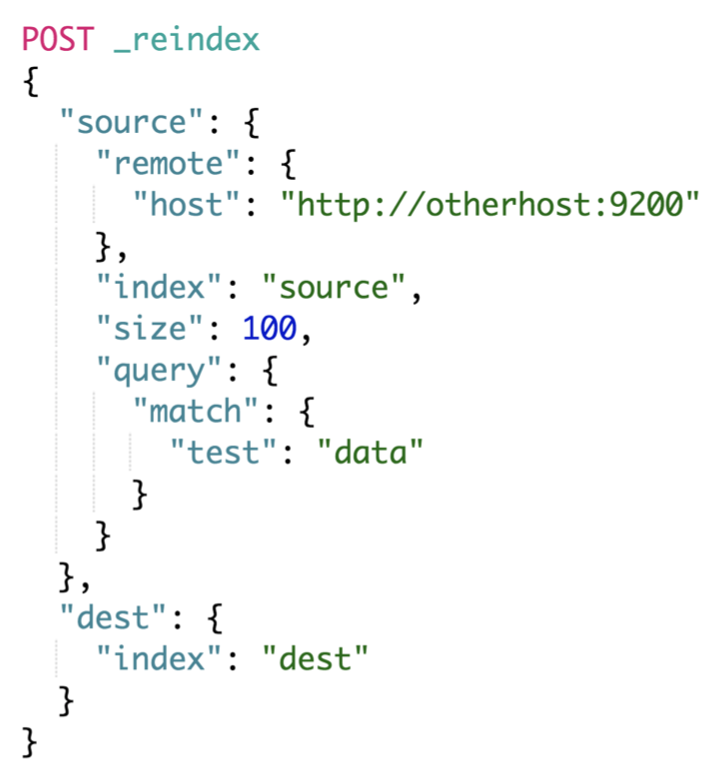 POST _reindex
{
  "source": {
    "remote": {
      "host": "http://otherhost:9200"
    },
    "index": "source",
    "size": 100,
    "query": {
      "match": {
        "test": "data"
      }
    }
  },
  "dest": {
    "index": "dest"
  }
}